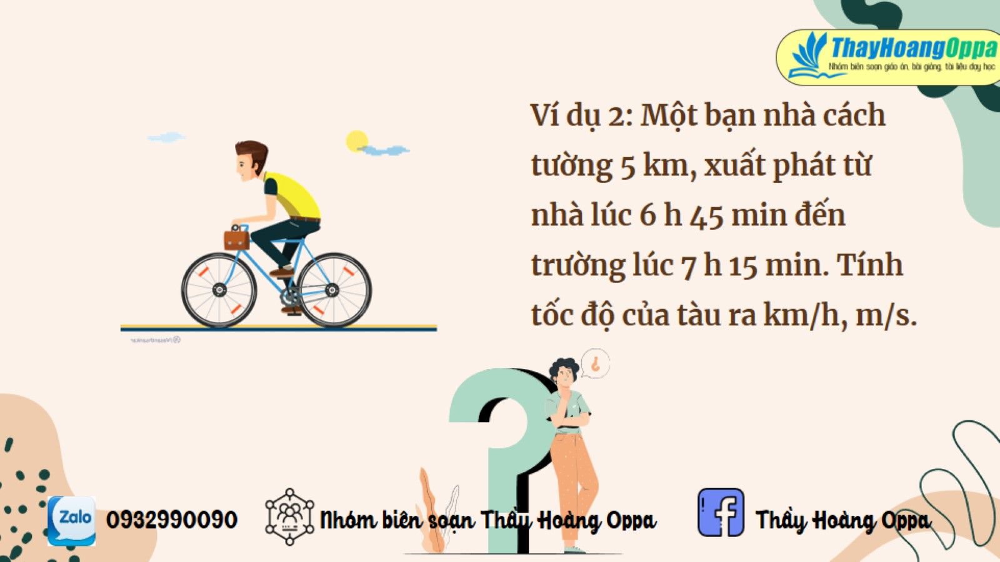 ThayHoangOppa
Nhóm biên soạn giáo án, bài giảng, tài liệu dạy học
Ví dụ 2: Một bạn nhà cách
tường 5 km, xuất phát từ
nhà lúc 6 h 45 min đến
trường lúc 7 h 15 min. Tính
tốc độ của tàu ra km/h, m/s.
Zalo
0932990090
Nhóm biên soạn Thầy Hoàng Oppa
Thầy Hoàng Oppa